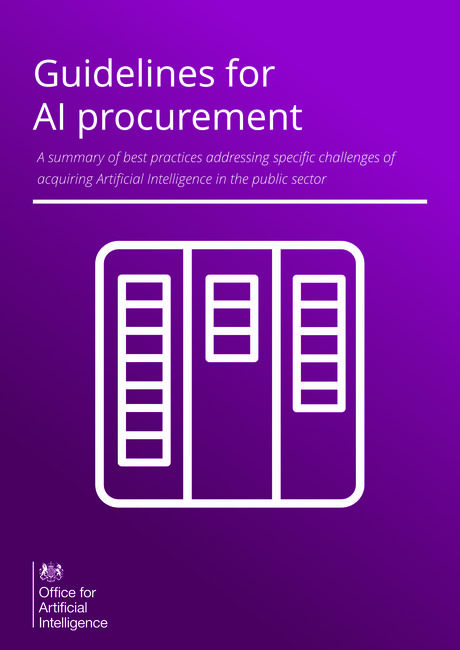 Guidelines for
AI procurement
A summary of best practices addressing specific challenges of
acquiring Artificial Intelligence in the public sector
Office for
Artificial
Intelligence